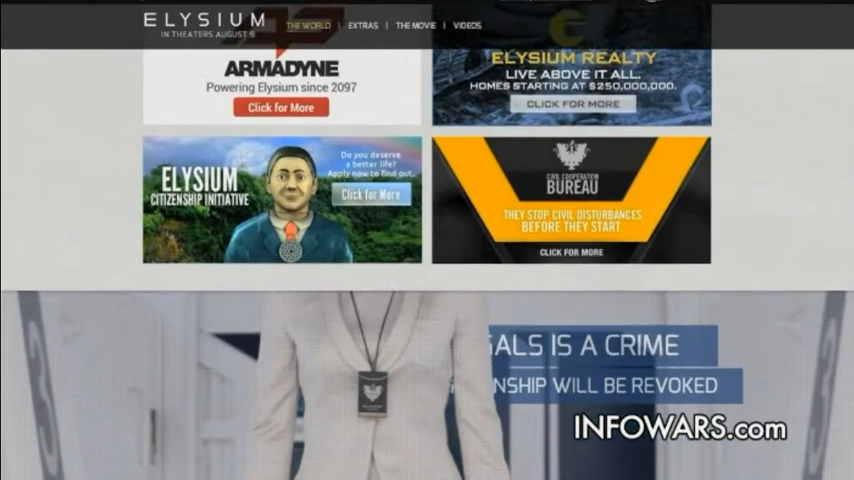 ELYSIUM
IN THEATERS AUGUST 9
THE WORLD | EXTRAS | THE MOVIE | VIDEOS
ARMADYNE
Powering Elysium since 2097
Click for More
ELYSIUM REALTY
LIVE ABOVE IT ALL.
HOMES STARTING AT $250,000,000.
CLICK FOR MORE
ELYSIUM
CITIZENSHIP INITIATIVE
Do you deserve
a better life?
Apply now to find out.
Click for More
CIVIL COOPERATION
BUREAU
THEY STOP CIVIL DISTURBANCES
BEFORE THEY START.
CLICK FOR MORE
GALS IS A CRIME
NSHIP WILL BE REVOKED
INFOWARS.com